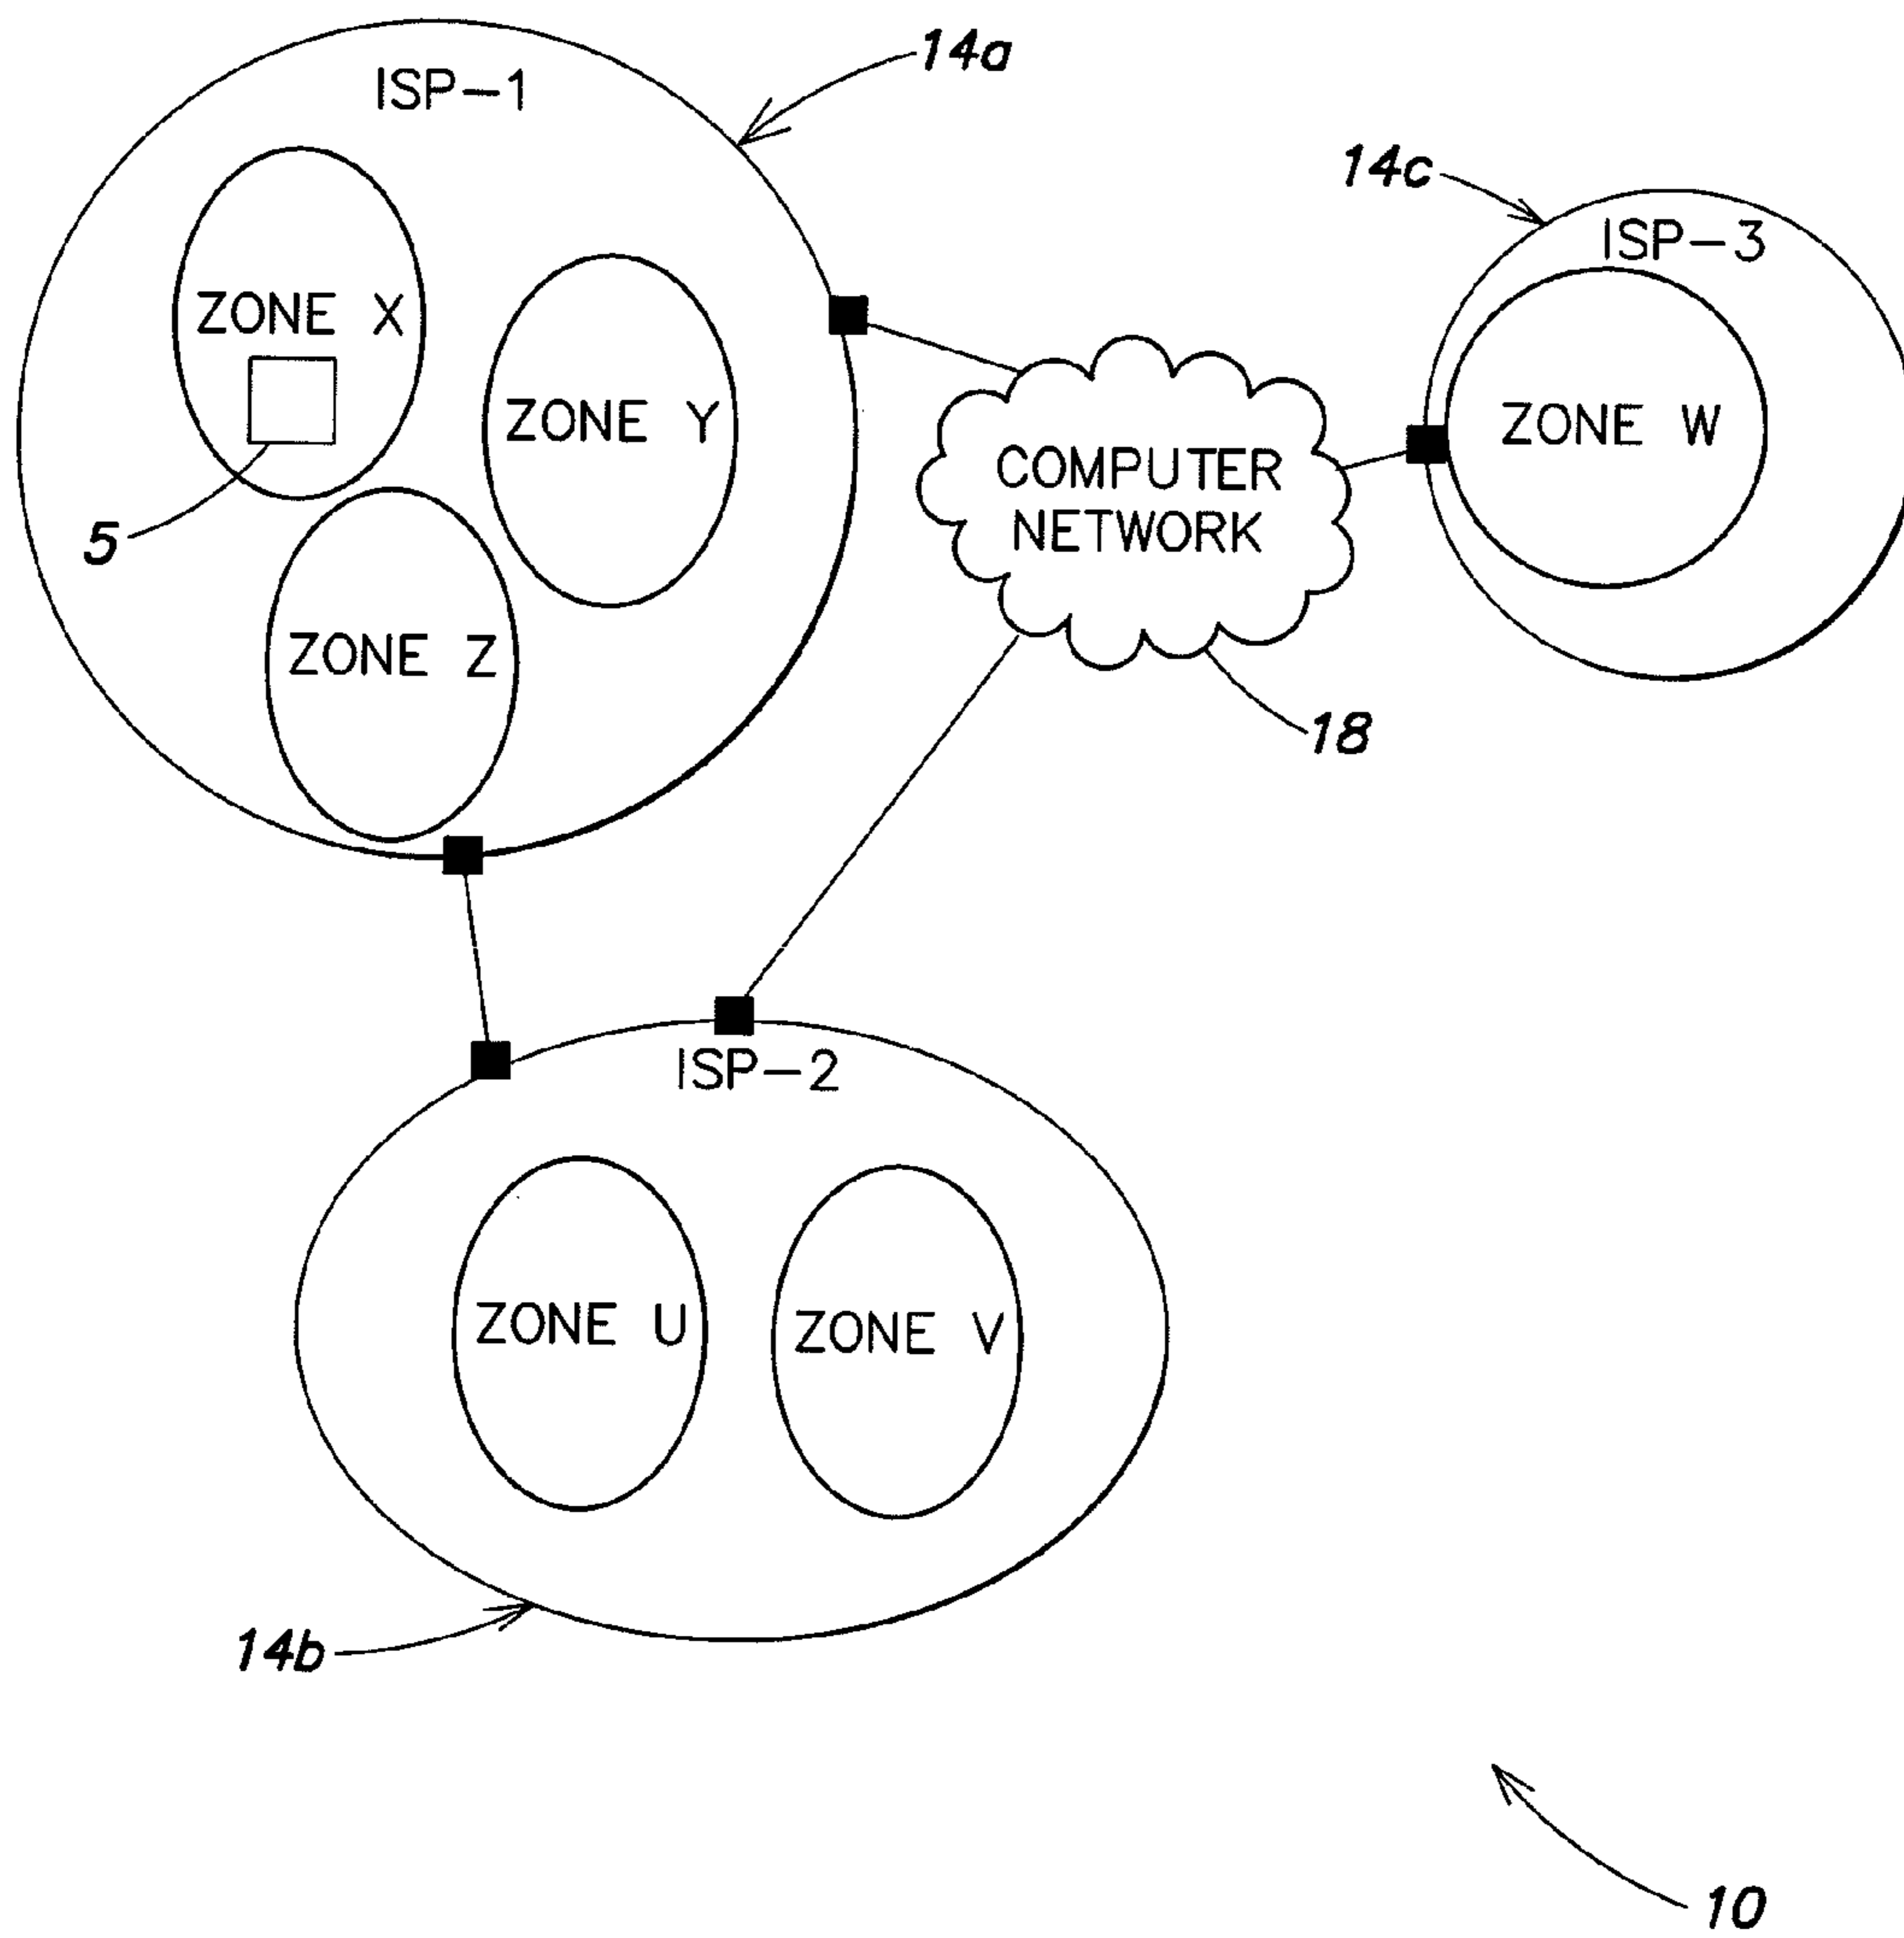 14a
ISP-1
14c
ISP-3
ZONE X
ZONE Y
ZONE W
COMPUTER
NETWORK
5
ZONE Z
18
ISP-2
ZONE U
ZONE V
14b
10